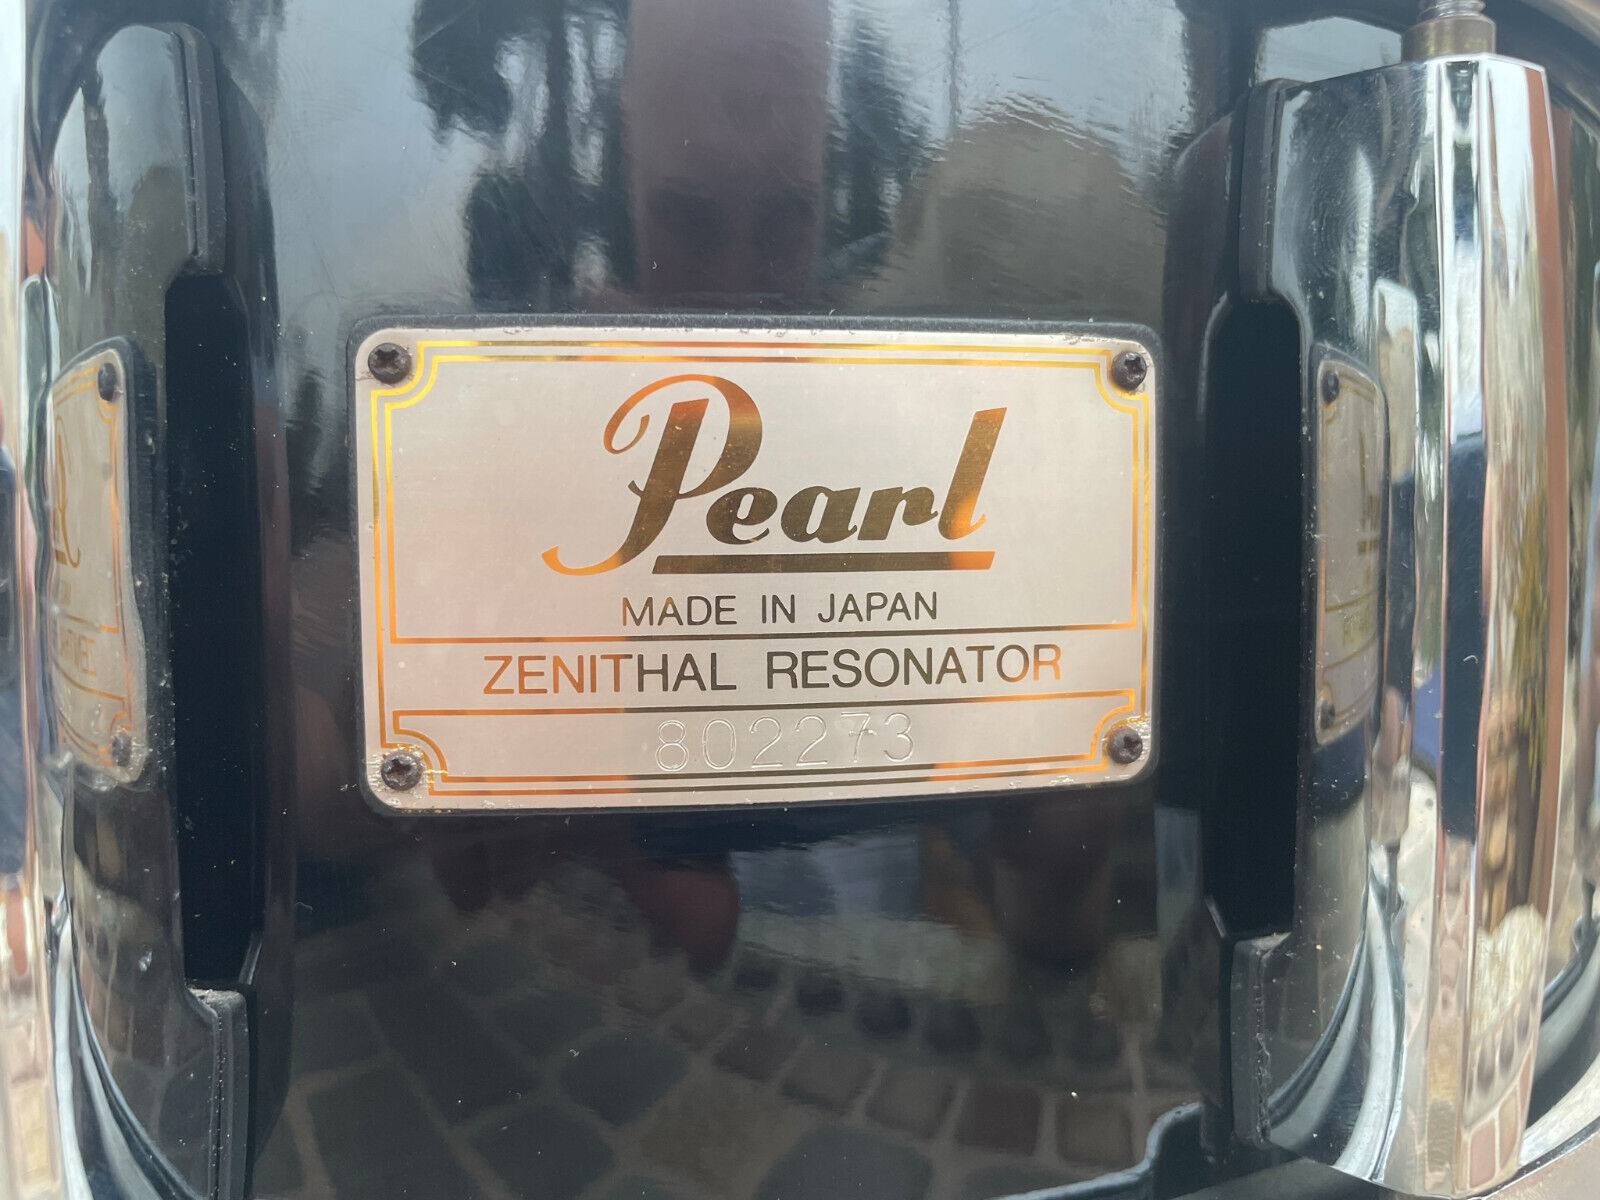 Pearl
MADE IN JAPAN
ZENITHAL RESONATOR
802273